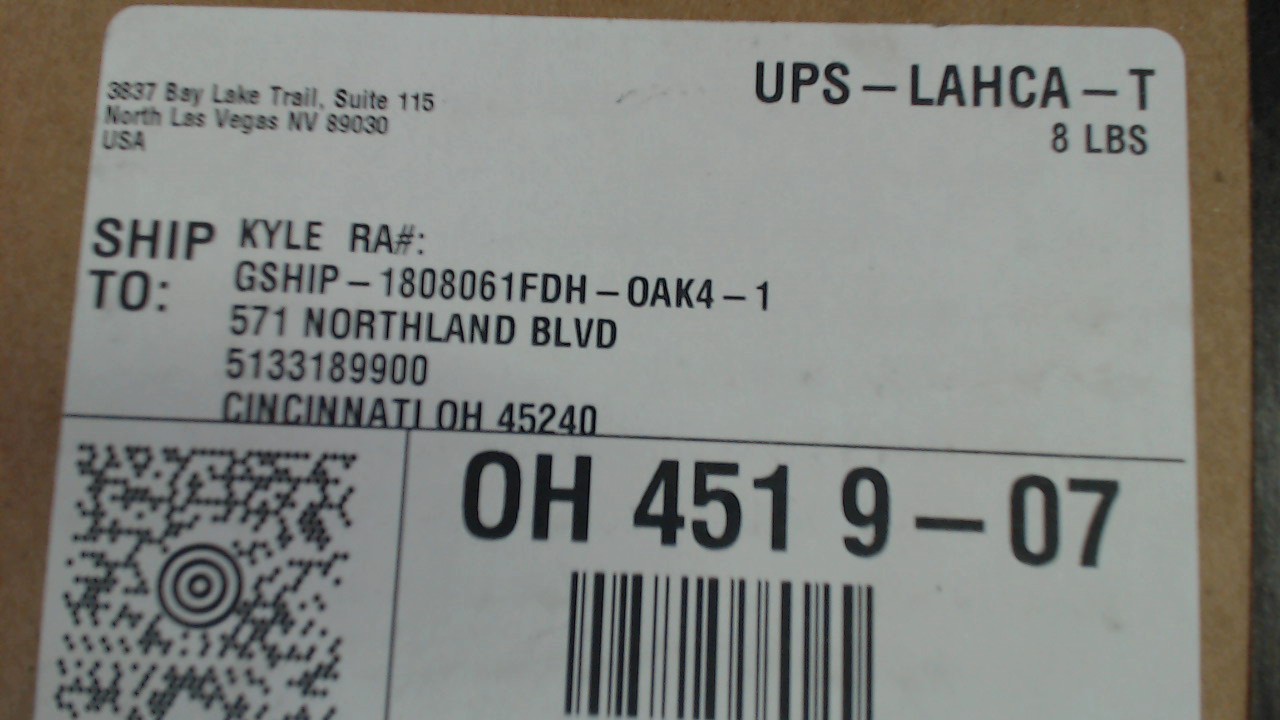 3837 Bay Lake Trail, Suite 115
North Las Vegas NV 89030
USA
UPS – LAHCA – T
8 LBS
SHIP TO:
KYLE RA#:
GSHIP – 1808061FDH – OAK4 – 1
571 NORTHLAND BLVD
5133189900
CINCINNATI OH 45240
OH 451 9 – 07